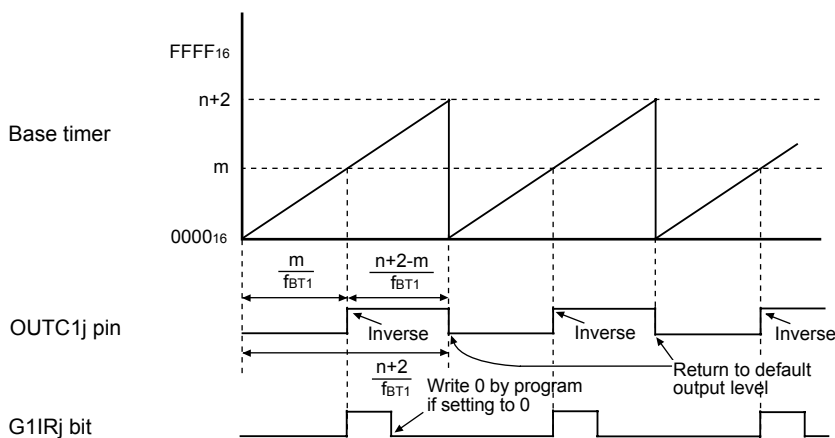 FFFF16
n+2
Base timer
m
000016
m
fBT1
n+2-m
fBT1
OUTC1j pin
Inverse
Inverse
Inverse
n+2
fBT1
Return to default
output level
Write 0 by program
if setting to 0
G1IRj bit